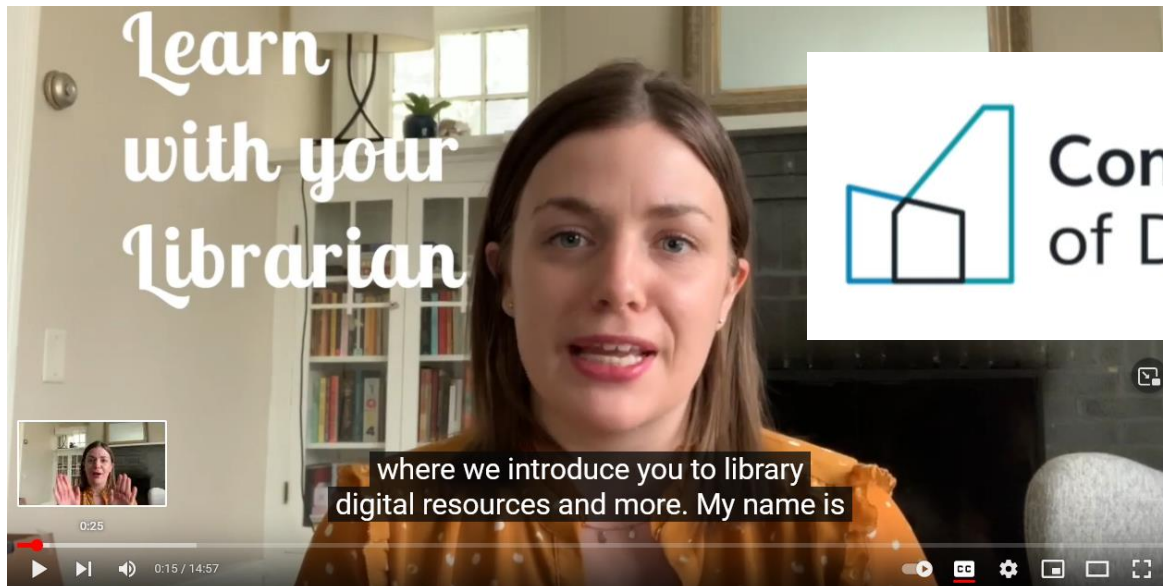 Learn
with your
Librarian
Con
of D
where we introduce you to library
digital resources and more. My name is
0:25
0:15 / 14:57
CC